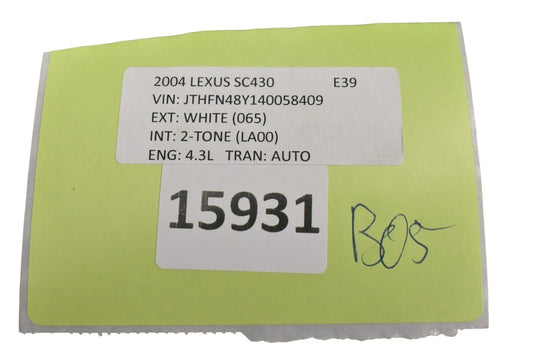 2004 LEXUS SC430 E39
VIN: JTHFN48Y140058409
EXT: WHITE (065)
INT: 2-TONE (LA00)
ENG: 4.3L TRAN: AUTO
15931
B05